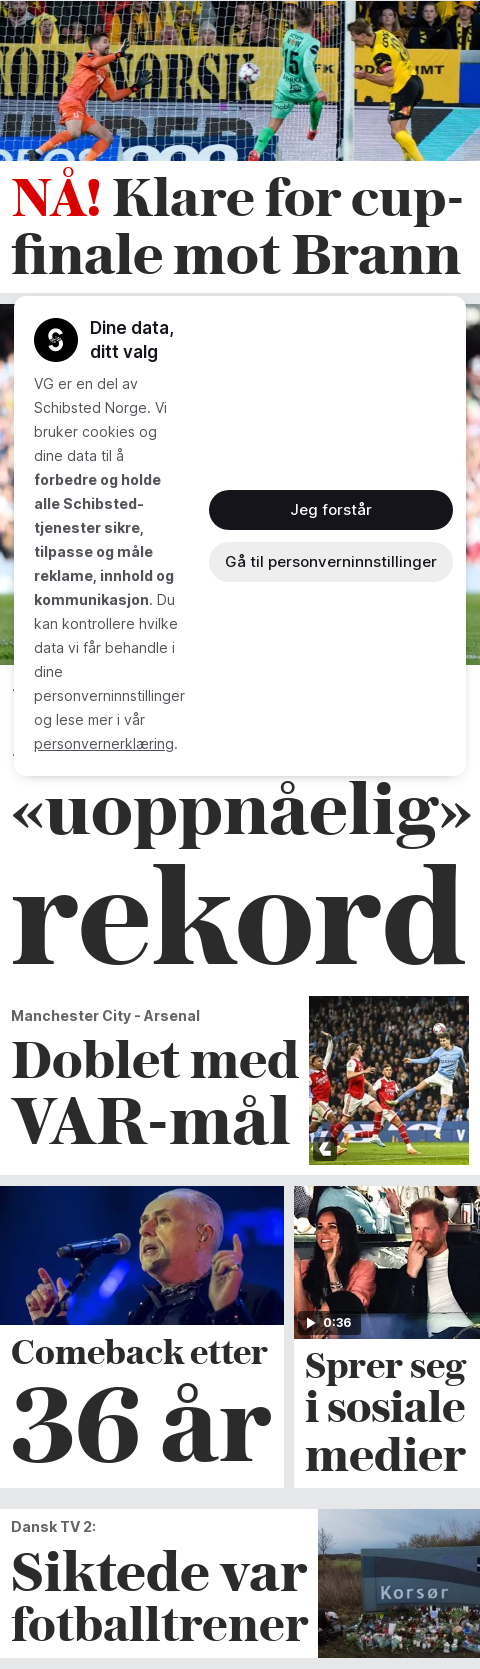 NÅ! Klare for cup-
finale mot Brann
Dine data,
ditt valg
VG er en del av
Schibsted Norge. Vi
bruker cookies og
dine data til å
forbedre og holde
alle Schibsted-
tjenester sikre,
tilpasse og måle
reklame, innhold og
kommunikasjon. Du
kan kontrollere hvilke
data vi får behandle i
dine
personverninnstillinger
og lese mer i vår
personvernerklæring.
Jeg forstår
Gå til personverninnstillinger
«uoppnåelig»
rekord
Manchester City - Arsenal
Doblet med
VAR-mål
Comeback etter
36 år
0:36
Sprer seg
i sosiale
medier
Dansk TV 2:
Siktede var
fotballtrener
Korsør